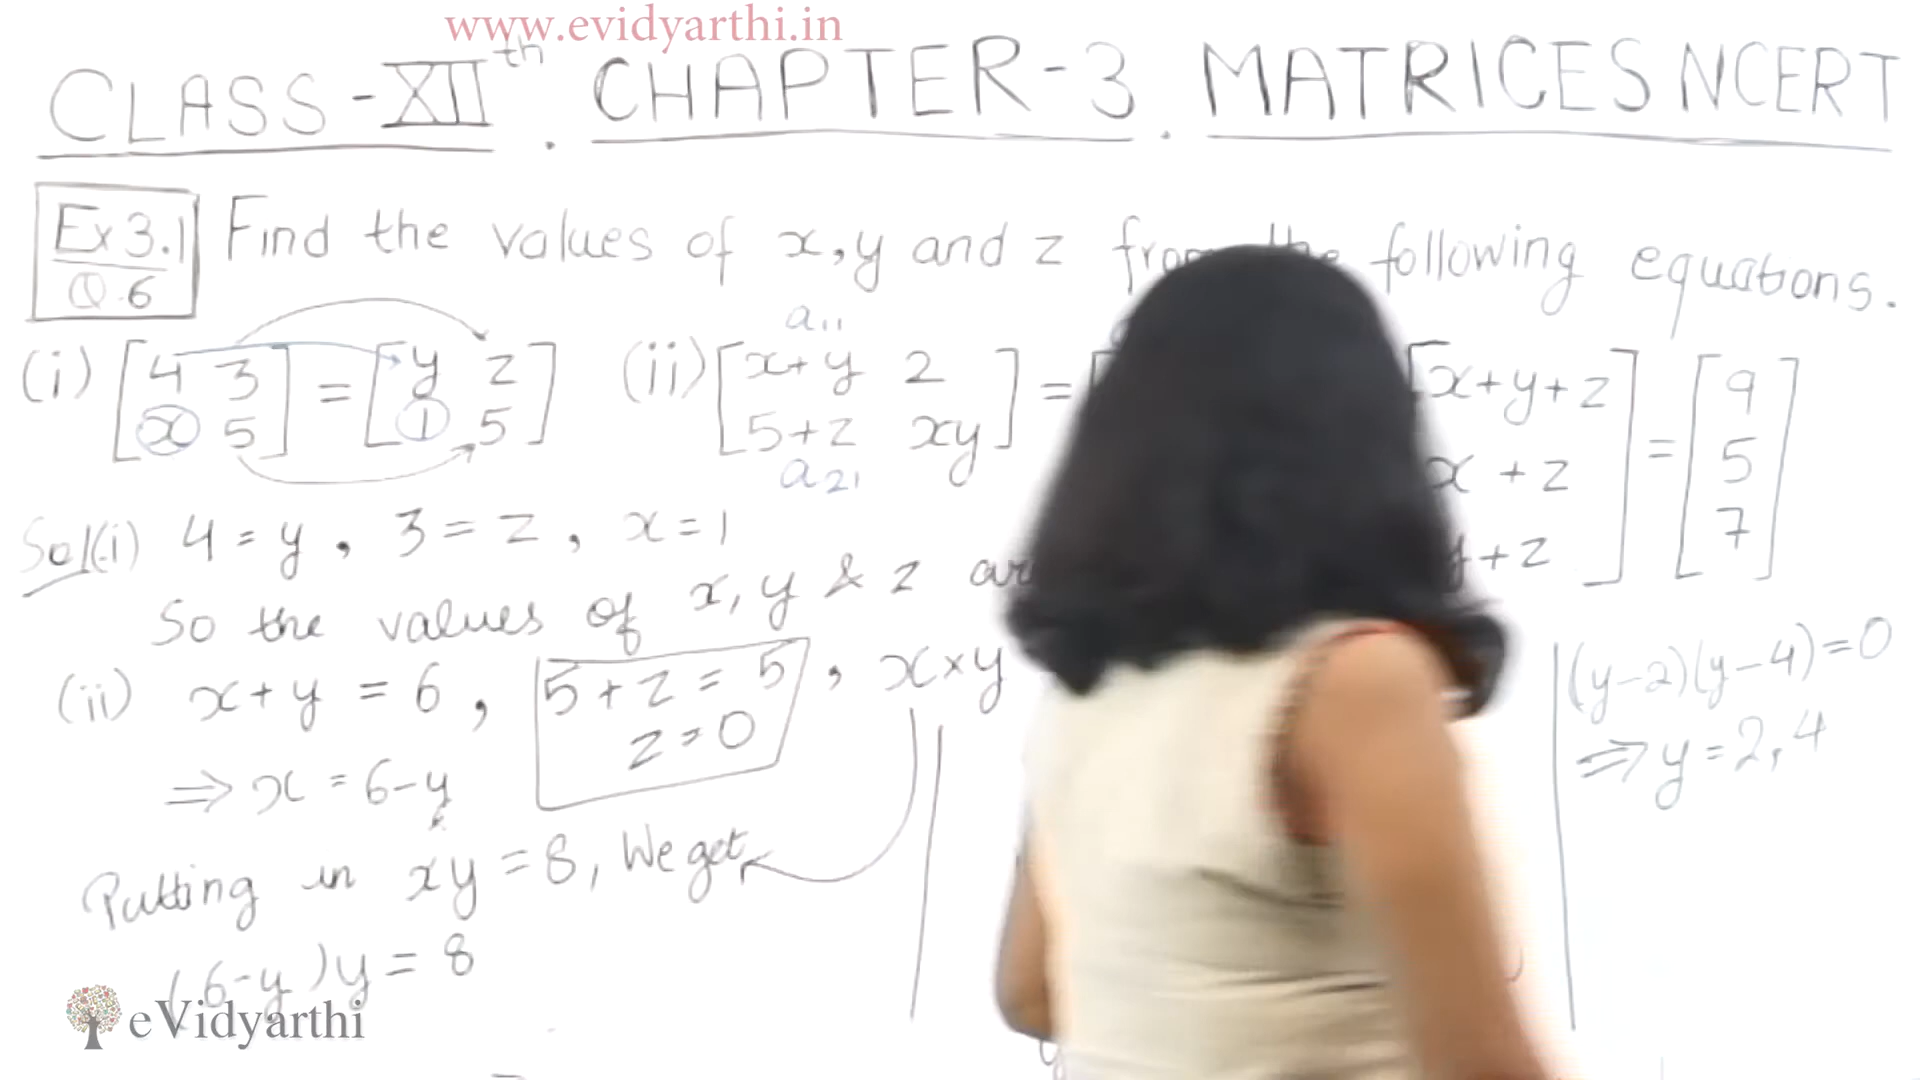 www.evidyarthi.in
CLASS-XIIth. CHAPTER-3. MATRICES NCERT
Ex 3.1 Find the values of x, y and z the following equations.
Q.6
(i) [4 3] = [y z] (ii) [x+y 2] = [x+y+z] = [9]
[x 5] [1 5] [5+z xy] [x + z] [5]
[y+z] [7]
a11
a21
Sol(i) 4 = y, 3 = z, x = 1
So the values of x, y & z
(ii) x+y = 6, 5+z = 5, x×y
z=0
⇒ x = 6-y
Putting in xy = 8, We get
(6-y)y = 8
(y-2)(y-4)=0
⇒ y=2,4
eVidyarthi